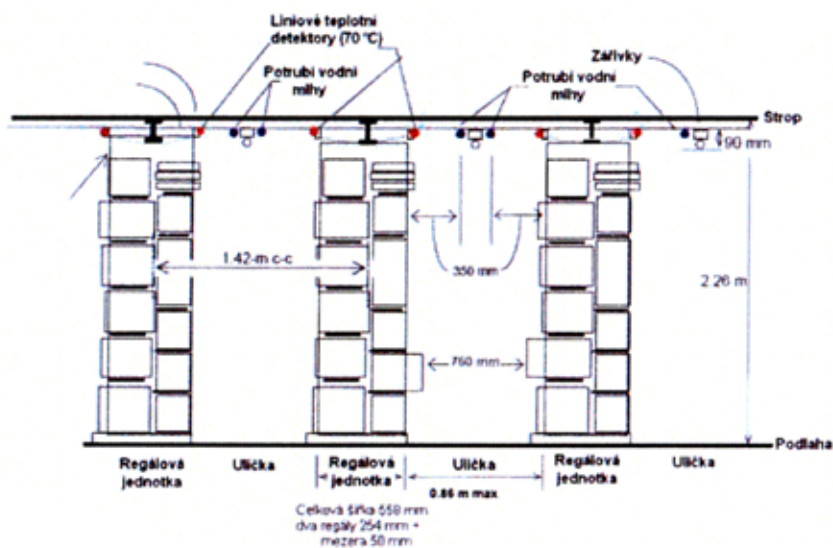 Liniové teplotní
detektory (70 °C)
Potrubí vodní
mlhy
Potrubí vodní
mlhy
Zářivky
Strop
90 mm
1.42-m c-c
350 mm
2.26 m
760 mm
Podlaha
Regálová
jednotka
Ulička
Regálová
jednotka
Ulička
Regálová
jednotka
Ulička
0.86 m max
Celková šířka 558 mm
dva regály 254 mm +
mezera 50 mm